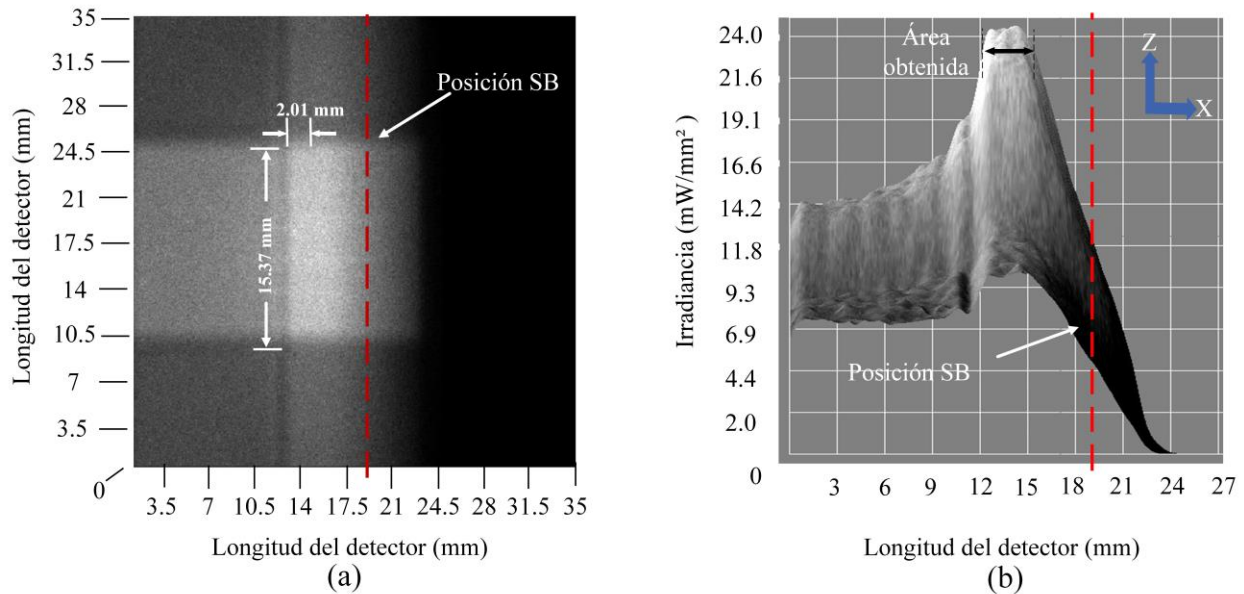 35
31.5
28
24.5
21
17.5
14
10.5
7
3.5
0
Longitud del detector (mm)
Posición SB
2.01 mm
15.37 mm
3.5 7 10.5 14 17.5 21 24.5 28 31.5 35
Longitud del detector (mm)
(a)
24.0
21.6
19.1
16.6
14.2
11.8
9.3
6.9
4.4
2.0
0
Irradiancia (mW/mm²)
Área
obtenida
Z
X
Posición SB
3 6 9 12 15 18 21 24 27
Longitud del detector (mm)
(b)